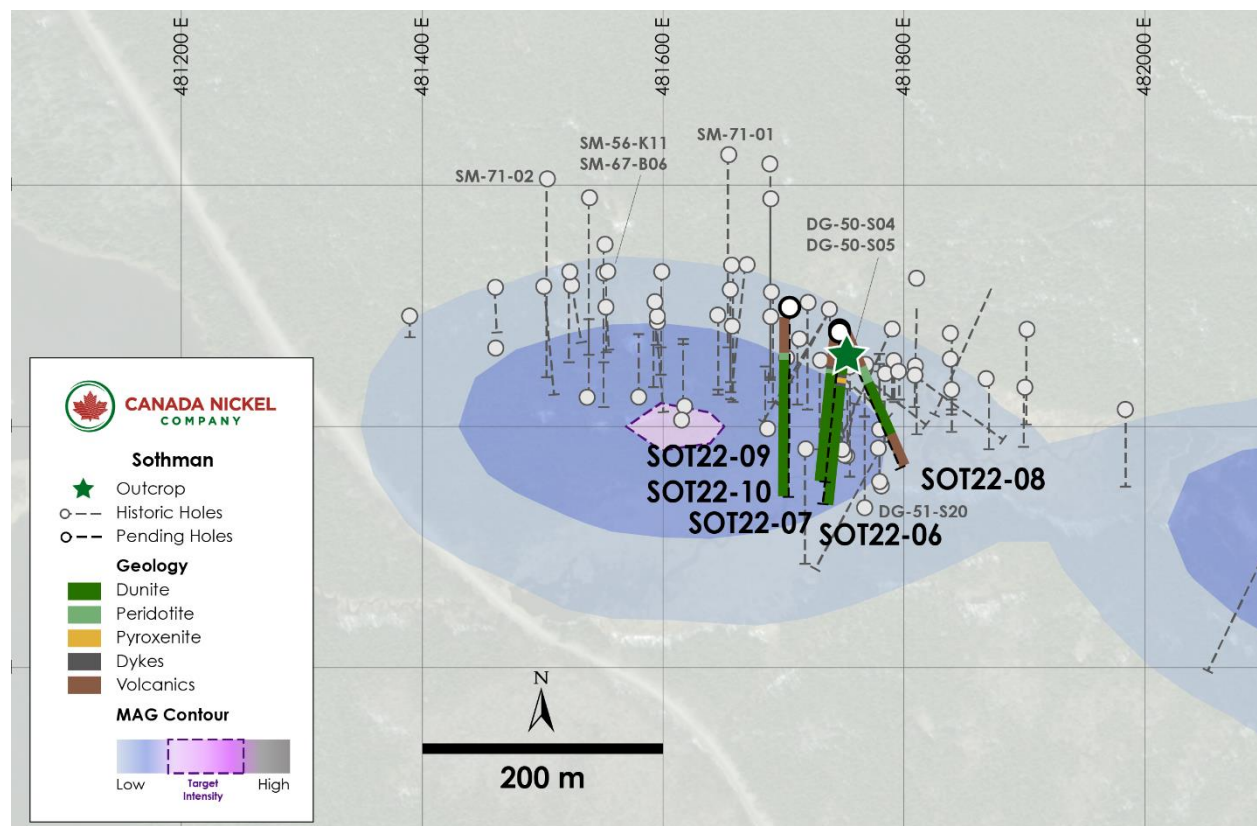 481200 E
481400 E
481600 E
481800 E
482000 E
SM-71-01
SM-56-K11
SM-67-B06
SM-71-02
DG-50-S04
DG-50-S05
SOT22-09
SOT22-10
SOT22-07
SOT22-06
SOT22-08
DG-51-S20
CANADA NICKEL
COMPANY
Sothman
Outcrop
Historic Holes
Pending Holes
Geology
Dunite
Peridotite
Pyroxenite
Dykes
Volcanics
MAG Contour
Low
Target
Intensity
High
N
200 m